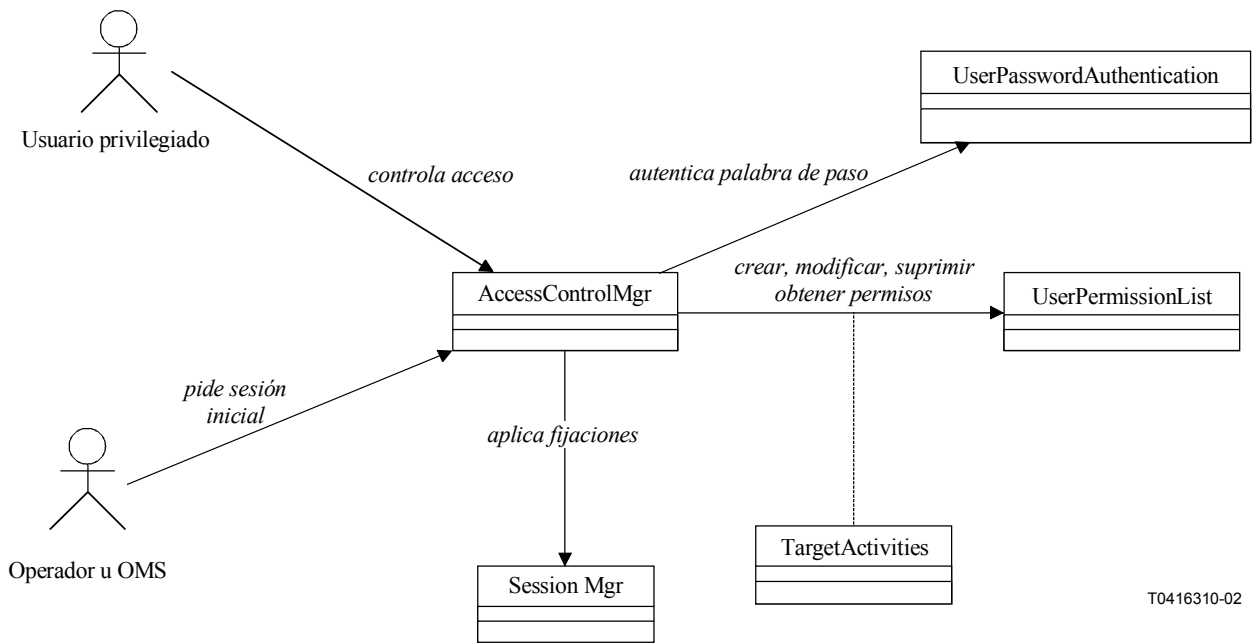 UserPasswordAuthentication
Usuario privilegiado
controla acceso
autentica palabra de paso
crear, modificar, suprimir
obtener permisos
AccessControlMgr
UserPermissionList
pide sesión
inicial
aplica fijaciones
TargetActivities
Operador u OMS
Session Mgr
T0416310-02